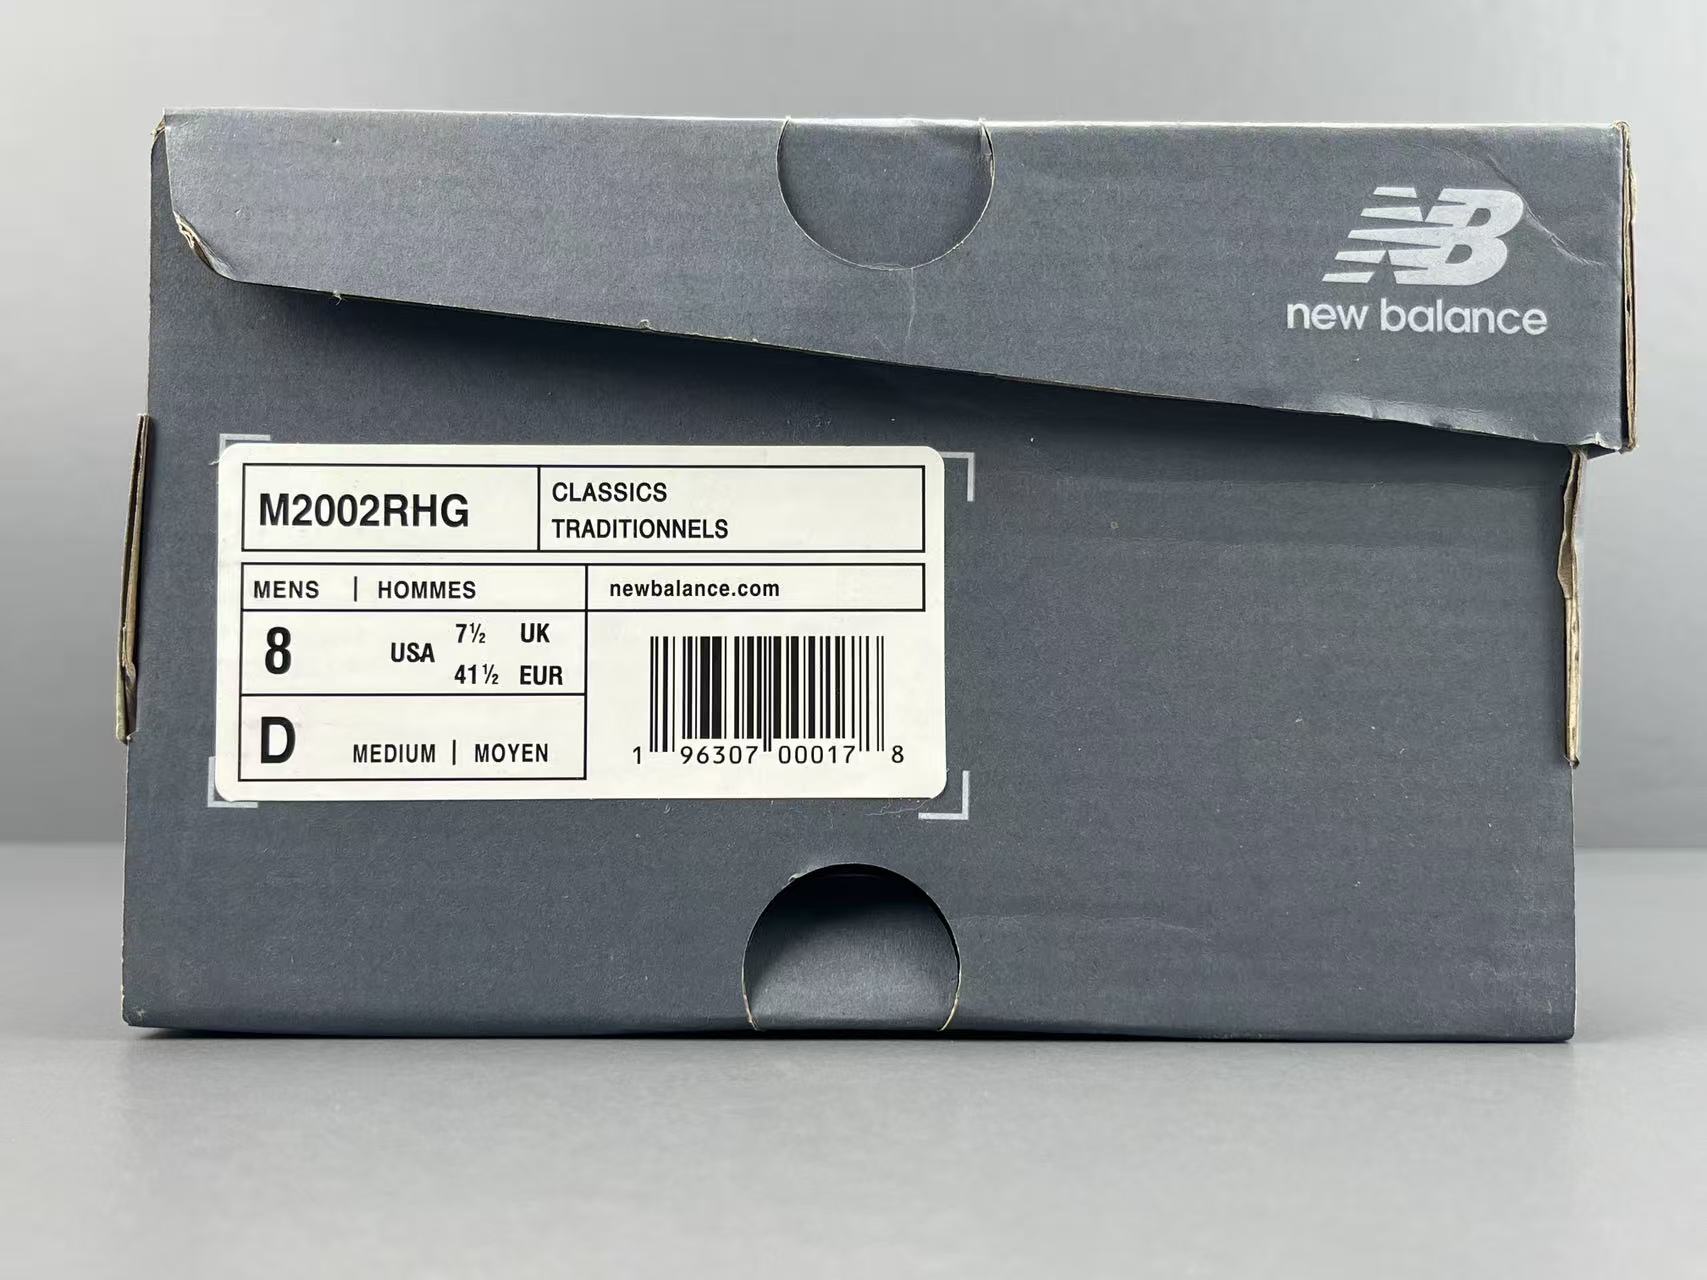 NB
new balance
M2002RHG
CLASSICS
TRADITIONNELS
MENS | HOMMES
newbalance.com
8 USA
7½ UK
41½ EUR
D MEDIUM | MOYEN
1 96307 00017 8